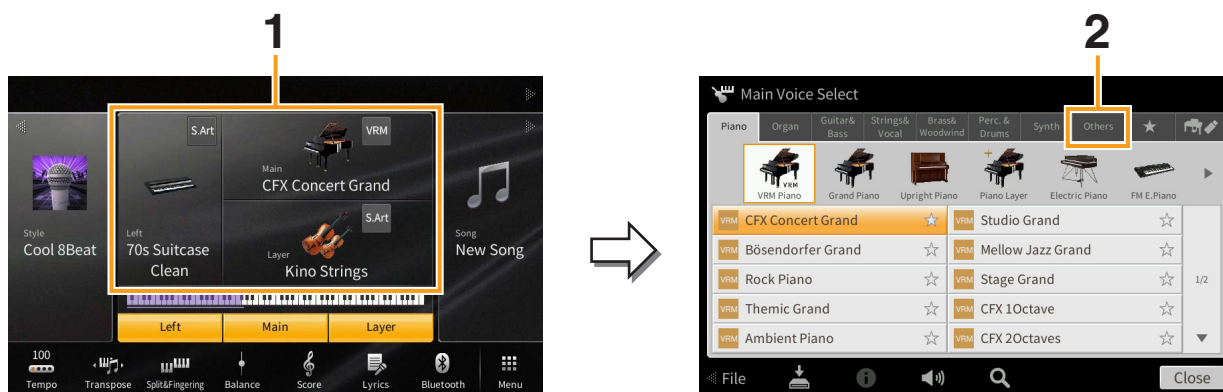 1
2
S.Art
VRM
Main
CFX Concert Grand
Style
Cool 8Beat
Left
70s Suitcase
Clean
S.Art
Layer
Kino Strings
Song
New Song
Left
Main
Layer
100
Tempo
Transpose
Split&Fingering
Balance
Score
Lyrics
Bluetooth
Menu
Main Voice Select
Piano
Organ
Guitar&
Bass
Strings&
Vocal
Brass&
Woodwind
Perc. &
Drums
Synth
Others
VRM
VRM Piano
Grand Piano
Upright Piano
Piano Layer
Electric Piano
FM E.Piano
VRM CFX Concert Grand
VRM Studio Grand
VRM Bösendorfer Grand
VRM Mellow Jazz Grand
VRM Rock Piano
VRM Stage Grand
1/2
VRM Themic Grand
VRM CFX 1Octave
VRM Ambient Piano
VRM CFX 2Octaves
File
Close